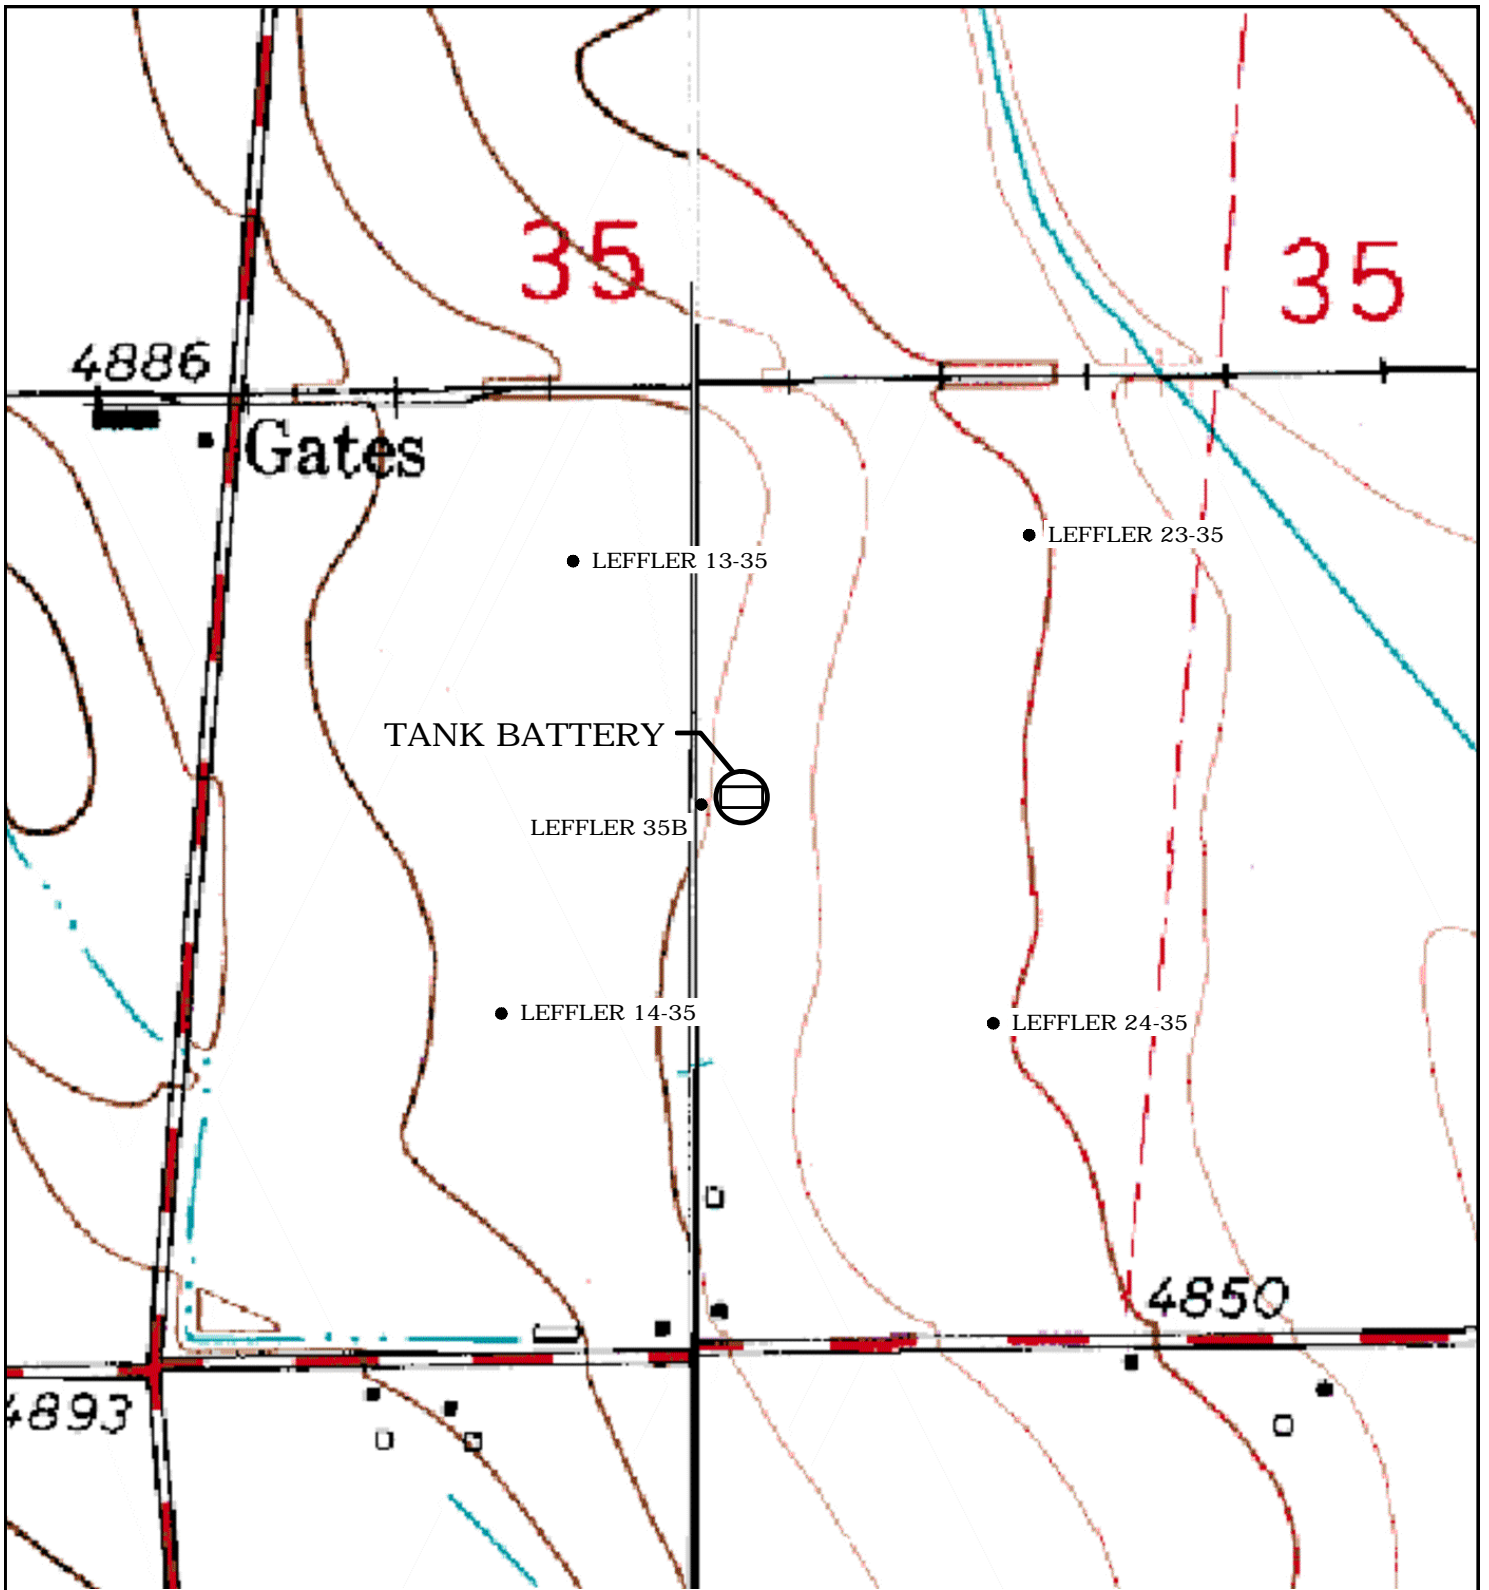 35
35
4886
Gates
LEFFLER 23-35
LEFFLER 13-35
TANK BATTERY
LEFFLER 35B
LEFFLER 14-35
LEFFLER 24-35
4850
4893